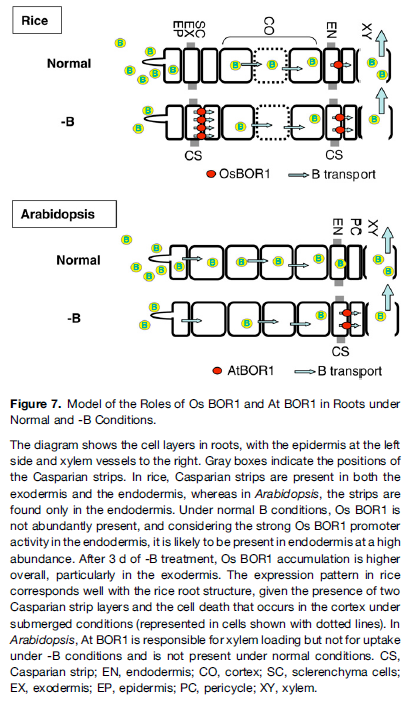 Rice
EP
EX
SC
CO
EN
XY
Normal
B B B B B B B B B B B
-B
B B B B B B
CS
CS
OsBOR1
B transport
Arabidopsis
EN
PC
XY
Normal
B B B B B B B B B B B B
-B
B B B B
CS
AtBOR1
B transport
Figure 7. Model of the Roles of Os BOR1 and At BOR1 in Roots under
Normal and -B Conditions.
The diagram shows the cell layers in roots, with the epidermis at the left
side and xylem vessels to the right. Gray boxes indicate the positions of
the Casparian strips. In rice, Casparian strips are present in both the
exodermis and the endodermis, whereas in Arabidopsis, the strips are
found only in the endodermis. Under normal B conditions, Os BOR1 is
not abundantly present, and considering the strong Os BOR1 promoter
activity in the endodermis, it is likely to be present in endodermis at a high
abundance. After 3 d of -B treatment, Os BOR1 accumulation is higher
overall, particularly in the exodermis. The expression pattern in rice
corresponds well with the rice root structure, given the presence of two
Casparian strip layers and the cell death that occurs in the cortex under
submerged conditions (represented in cells shown with dotted lines). In
Arabidopsis, At BOR1 is responsible for xylem loading but not for uptake
under -B conditions and is not present under normal conditions. CS,
Casparian strip; EN, endodermis; CO, cortex; SC, sclerenchyma cells;
EX, exodermis; EP, epidermis; PC, pericycle; XY, xylem.